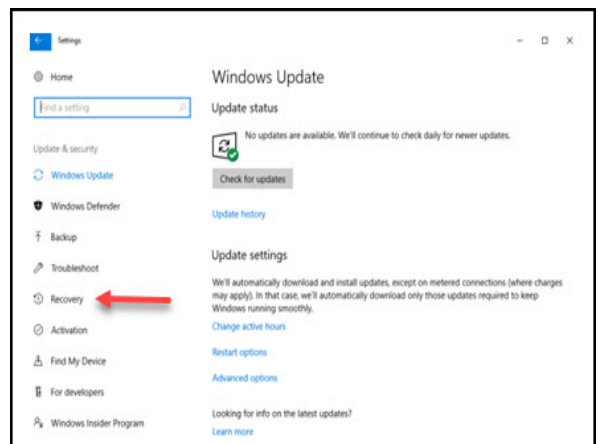 Settings
Home
Find a setting
Update & security
Windows Update
Windows Defender
Backup
Troubleshoot
Recovery
Activation
Find My Device
For developers
Windows Insider Program
Windows Update
Update status
No updates are available. We'll continue to check daily for newer updates.
Check for updates
Update history
Update settings
We'll automatically download and install updates, except on metered connections (where charges
may apply). In that case, we'll automatically download only those updates required to keep
Windows running smoothly.
Change active hours
Restart options
Advanced options
Looking for info on the latest updates?
Learn more